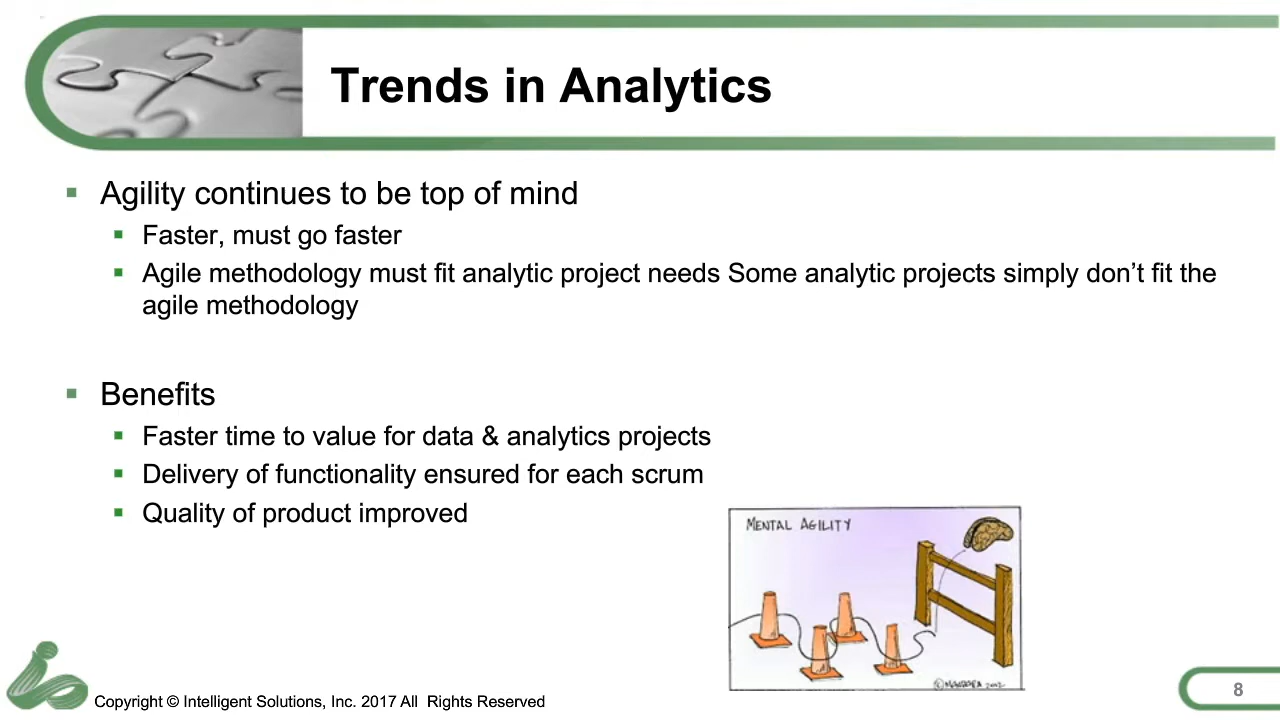 Trends in Analytics
Agility continues to be top of mind
Faster, must go faster
Agile methodology must fit analytic project needs Some analytic projects simply don’t fit the
agile methodology
Benefits
Faster time to value for data & analytics projects
Delivery of functionality ensured for each scrum
Quality of product improved
MENTAL AGILITY
2002
Copyright © Intelligent Solutions, Inc. 2017 All Rights Reserved
8